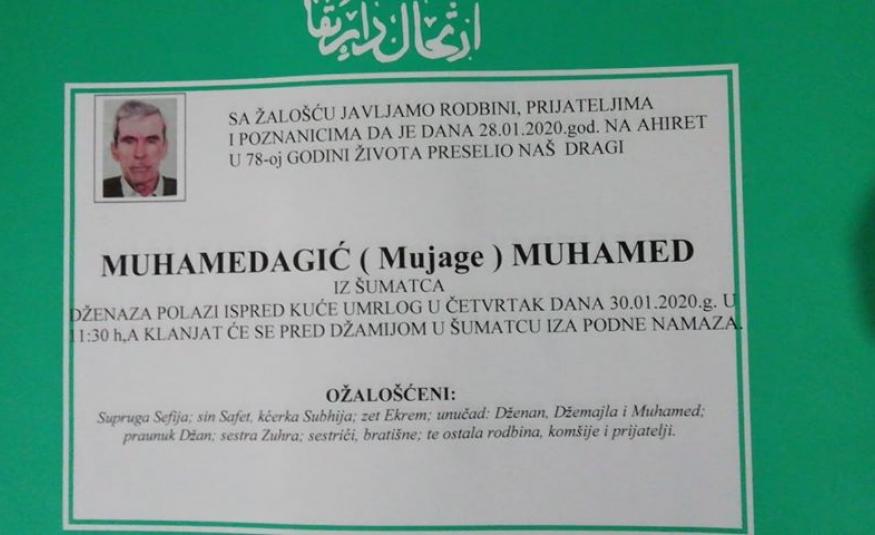 ارتحال دار بقا
SA ŽALOŠĆU JAVLJAMO RODBINI, PRIJATELJIMA
I POZNANICIMA DA JE DANA 28.01.2020.god. NA AHIRET
U 78-oj GODINI ŽIVOTA PRESELIO NAŠ DRAGI
MUHAMEDAGIĆ ( Mujage ) MUHAMED
IZ ŠUMATCA
DŽENAZA POLAZI ISPRED KUĆE UMRLOG U ČETVRTAK DANA 30.01.2020.g. U
11:30 h,A KLANJAT ĆE SE PRED DŽAMIJOM U ŠUMATCU IZA PODNE NAMAZA.
OŽALOŠĆENI:
Supruga Sefija; sin Safet, kćerka Subhija; zet Ekrem; unučad: Dženan, Džemajla i Muhamed;
praunuk Džan; sestra Zuhra; sestrići, bratišne; te ostala rodbina, komšije i prijatelji.